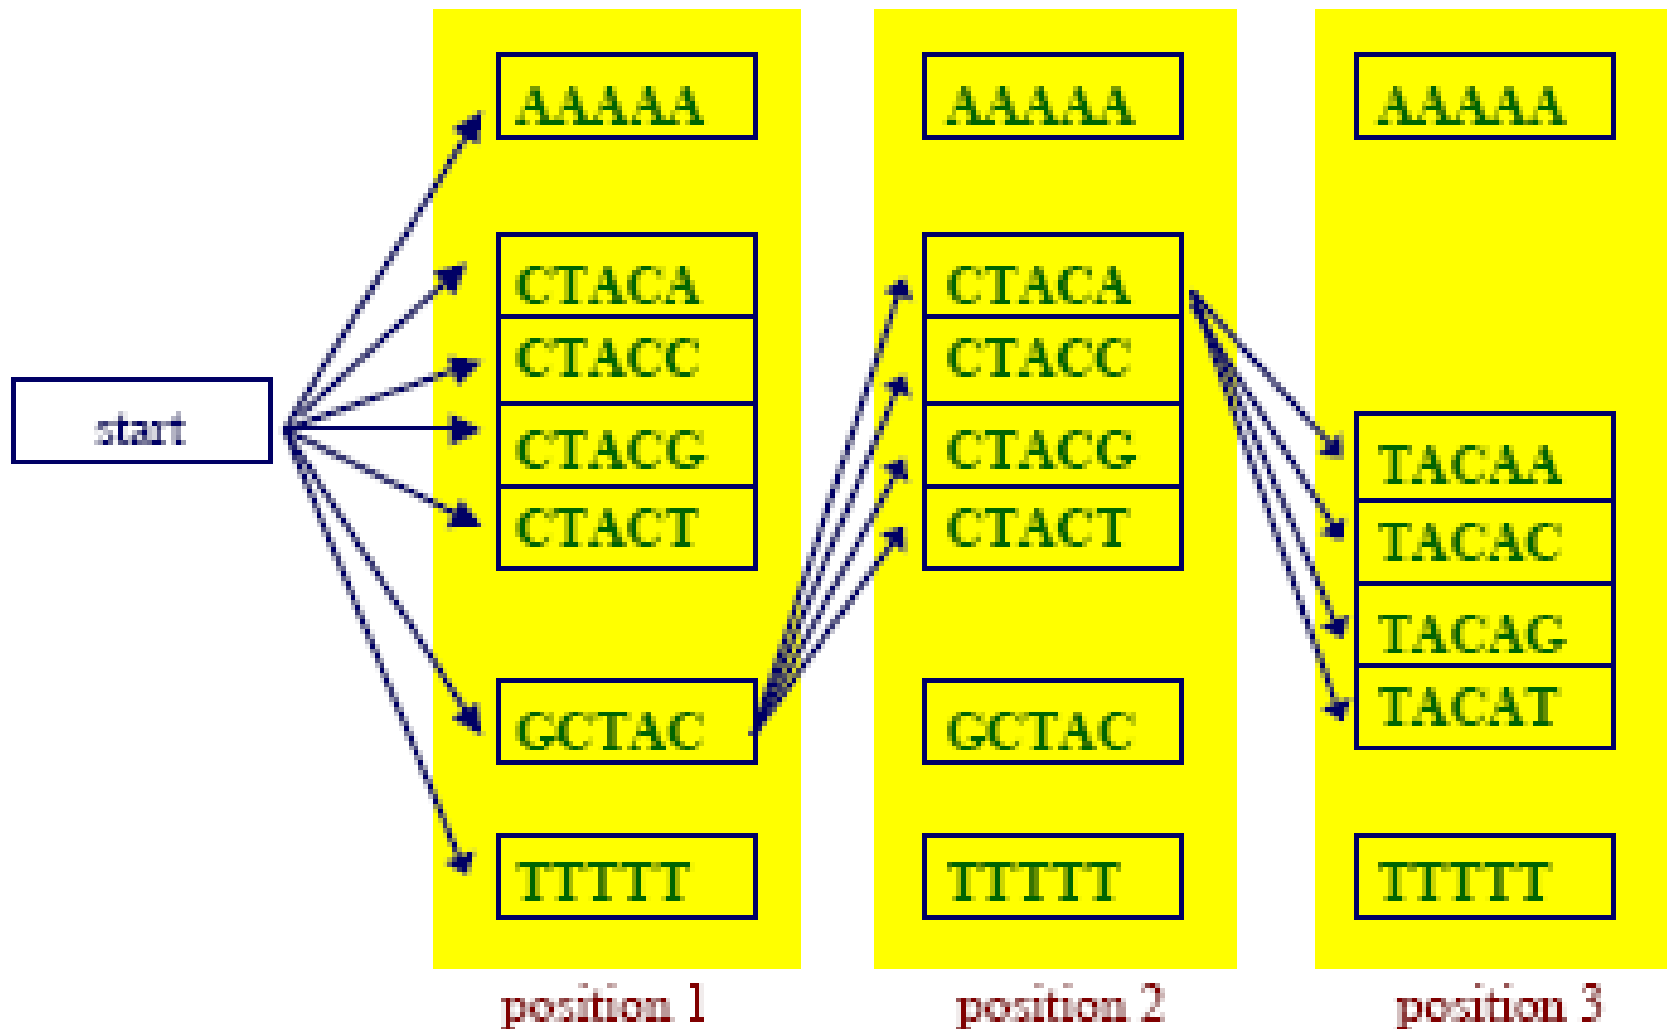 start
AAAAA
CTACA
CTACC
CTACG
CTACT
GCTAC
TTTTT
position 1
AAAAA
CTACA
CTACC
CTACG
CTACT
GCTAC
TTTTT
position 2
AAAAA
TACAA
TACAC
TACAG
TACAT
TTTTT
position 3